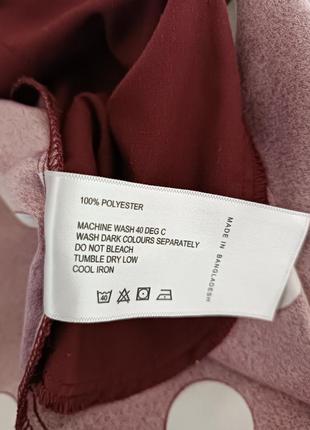 100% POLYESTER
MACHINE WASH 40 DEG C
WASH DARK COLOURS SEPARATELY
DO NOT BLEACH
TUMBLE DRY LOW
COOL IRON
40
MADE IN BANGLADESH